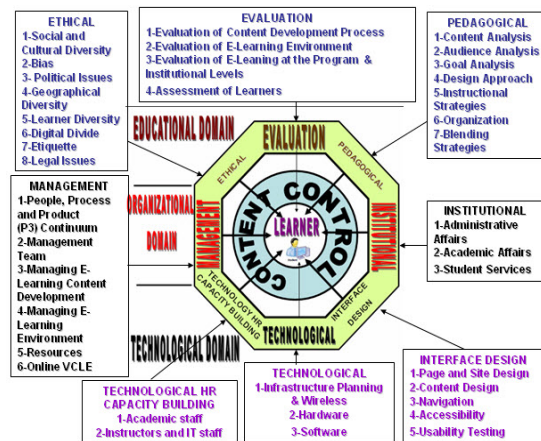 ETHICAL
1-Social and
Cultural Diversity
2-Bias
3- Political Issues
4-Geographical
Diversity
5-Learner Diversity
6-Digital Divide
7-Etiquette
8-Legal Issues
EVALUATION
1-Evaluation of Content Development Process
2-Evaluation of E-Learning Environment
3-Evaluation of E-Leaning at the Program &
Institutional Levels
4-Assessment of Learners
PEDAGOGICAL
1-Content Analysis
2-Audience Analysis
3-Goal Analysis
4-Design Approach
5-Instructional
Strategies
6-Organization
7-Blending
Strategies
EDUCATIONAL DOMAIN
ORGANIZATIONAL
DOMAIN
TECHNOLOGICAL DOMAIN
EVALUATION
ETHICAL
PEDAGOGICAL
MANAGEMENT
INSTITUTIONAL
CONTENT CONTROL
LEARNER
TECHNOLOGY HR
CAPACITY BUILDING
INTERFACE
DESIGN
TECHNOLOGICAL
MANAGEMENT
1-People, Process
and Product
(P3) Continuum
2-Management
Team
3-Managing E-
Learning Content
Development
4-Managing E-
Learning
Environment
5-Resources
6-Online VCLE
INSTITUTIONAL
1-Administrative
Affairs
2-Academic Affairs
3-Student Services
TECHNOLOGICAL HR
CAPACITY BUILDING
1-Academic staff
2-Instructors and IT staff
TECHNOLOGICAL
1-Infrastructure Planning
& Wireless
2-Hardware
3-Software
INTERFACE DESIGN
1-Page and Site Design
2-Content Design
3-Navigation
4-Accessibility
5-Usability Testing